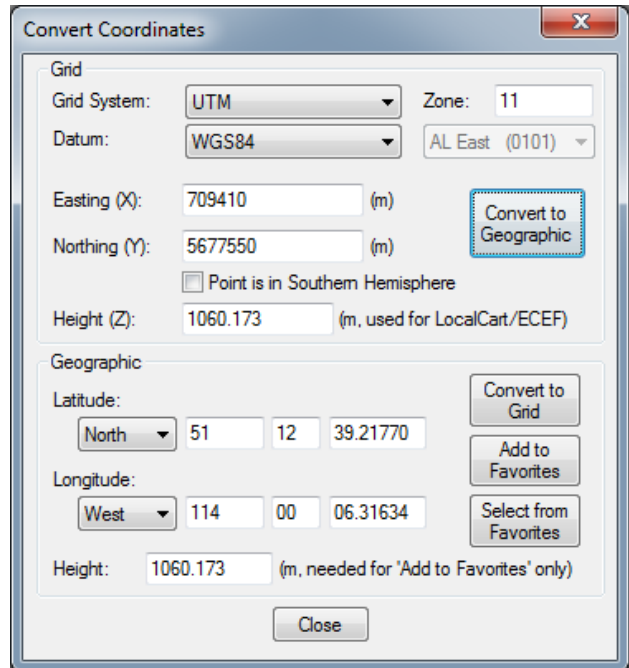 Convert Coordinates
Grid
Grid System: UTM Zone: 11
Datum: WGS84 AL East (0101)
Easting (X): 709410 (m)
Convert to
Geographic
Northing (Y): 5677550 (m)
Point is in Southern Hemisphere
Height (Z): 1060.173 (m, used for LocalCart/ECEF)
Geographic
Latitude:
North 51 12 39.21770
Convert to
Grid
Add to
Favorites
Longitude:
West 114 00 06.31634
Select from
Favorites
Height: 1060.173 (m, needed for 'Add to Favorites' only)
Close